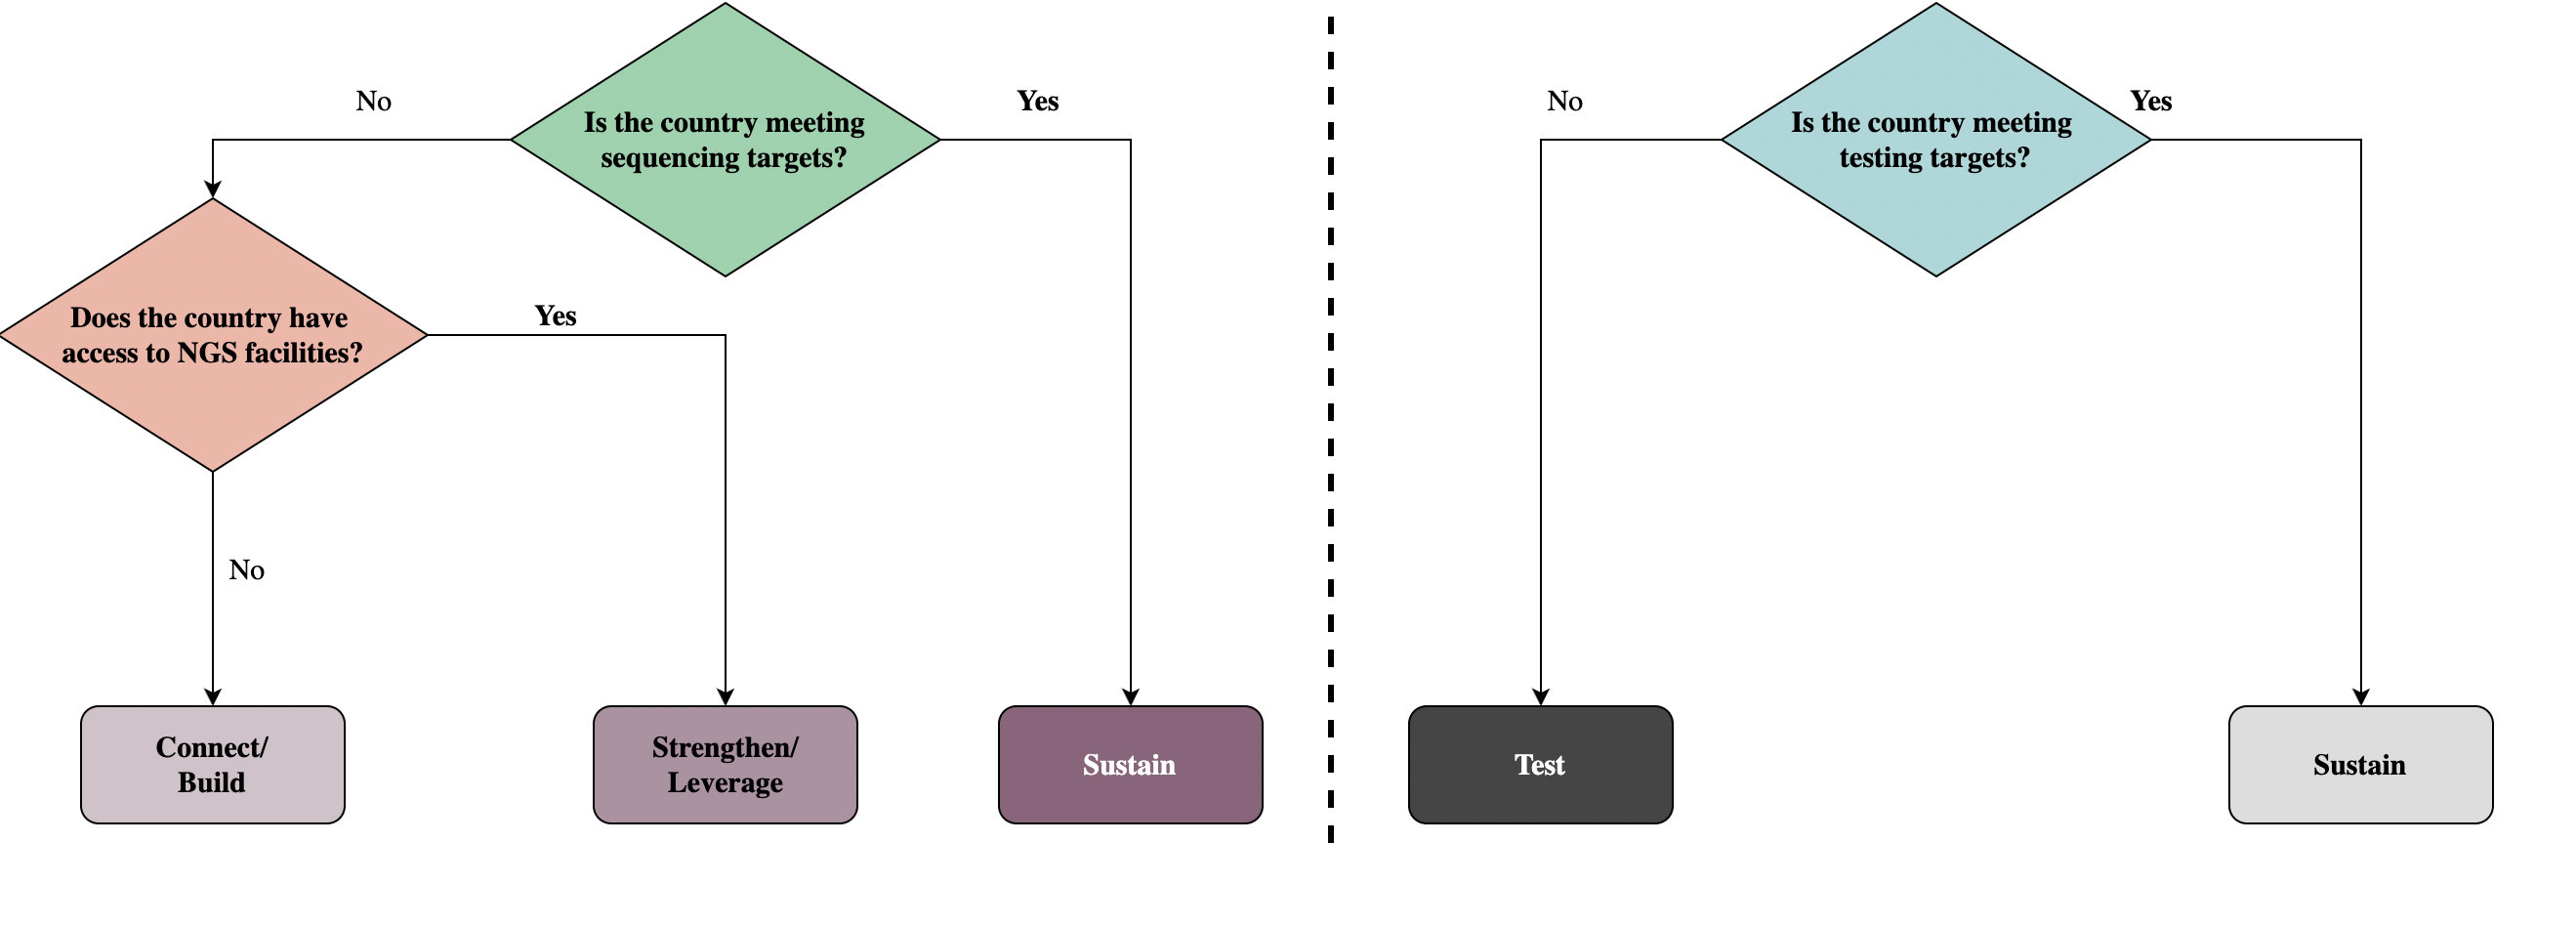 No
Is the country meeting
sequencing targets?
Yes
Does the country have
access to NGS facilities?
Yes
No
Connect/
Build
Strengthen/
Leverage
Sustain
No
Is the country meeting
testing targets?
Yes
Test
Sustain